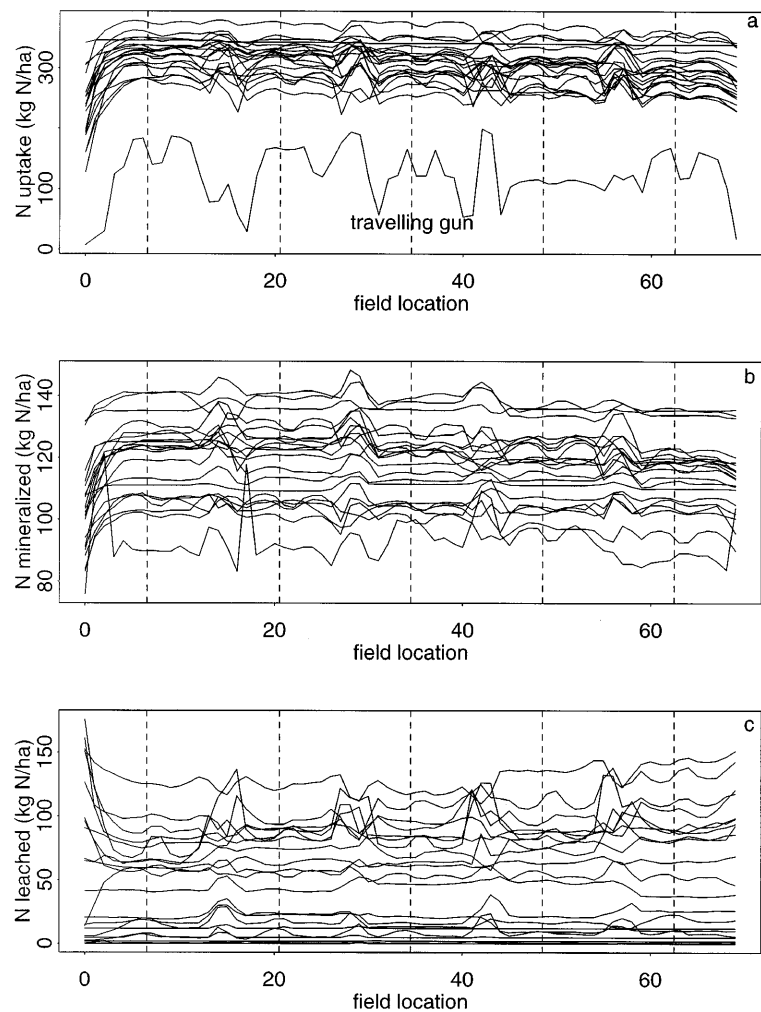 a
N uptake (kg N/ha)
300
100
0
travelling gun
0 20 40 60
field location
b
N mineralized (kg N/ha)
140
120
100
80
0 20 40 60
field location
c
N leached (kg N/ha)
150
100
50
0
0 20 40 60
field location